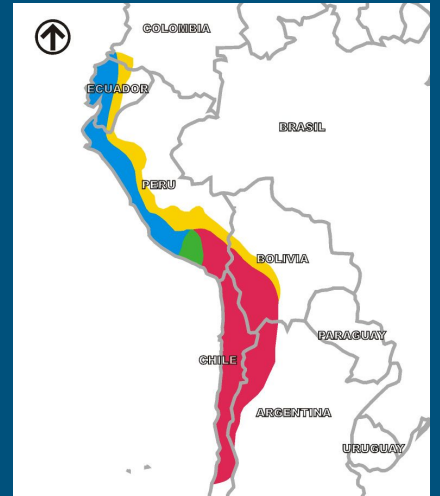 COLOMBIA
ECUADOR
BRASIL
PERU
BOLIVIA
PARAGUAY
CHILE
ARGENTINA
URUGUAY